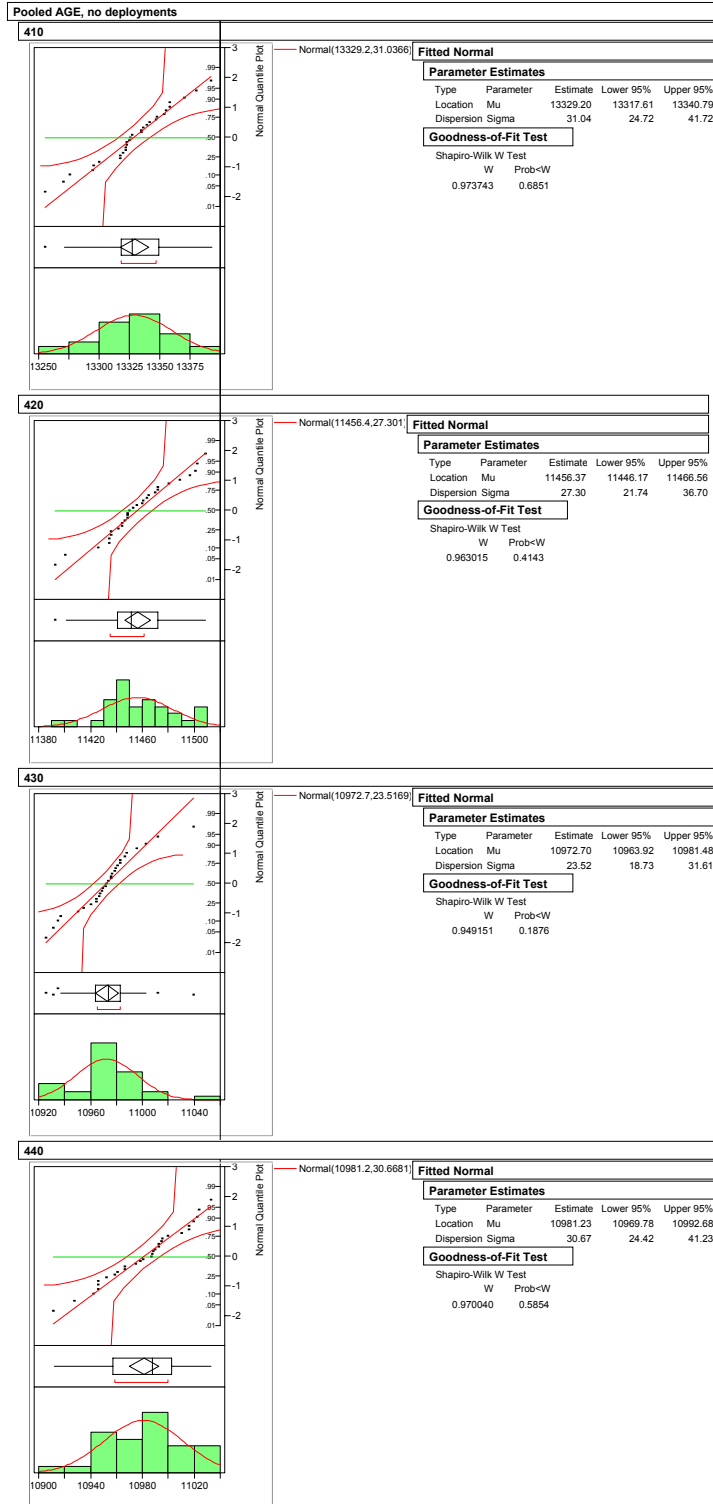 Pooled AGE, no deployments
410
3
2
1
0
-1
-2
.99
.95
.90
.75
.50
.25
.10
.05
.01
Normal Quantile Plot
13250 13300 13325 13350 13375
Normal(13329.2,31.0366)
Fitted Normal
Parameter Estimates
Type Parameter Estimate Lower 95% Upper 95%
Location Mu 13329.20 13317.61 13340.79
Dispersion Sigma 31.04 24.72 41.72
Goodness-of-Fit Test
Shapiro-Wilk W Test
W Prob<W
0.973743 0.6851
420
3
2
1
0
-1
-2
.99
.95
.90
.75
.50
.25
.10
.05
.01
Normal Quantile Plot
11380 11420 11460 11500
Normal(11456.4,27.301)
Fitted Normal
Parameter Estimates
Type Parameter Estimate Lower 95% Upper 95%
Location Mu 11456.37 11446.17 11466.56
Dispersion Sigma 27.30 21.74 36.70
Goodness-of-Fit Test
Shapiro-Wilk W Test
W Prob<W
0.963015 0.4143
430
3
2
1
0
-1
-2
.99
.95
.90
.75
.50
.25
.10
.05
.01
Normal Quantile Plot
10920 10960 11000 11040
Normal(10972.7,23.5169)
Fitted Normal
Parameter Estimates
Type Parameter Estimate Lower 95% Upper 95%
Location Mu 10972.70 10963.92 10981.48
Dispersion Sigma 23.52 18.73 31.61
Goodness-of-Fit Test
Shapiro-Wilk W Test
W Prob<W
0.949151 0.1876
440
3
2
1
0
-1
-2
.99
.95
.90
.75
.50
.25
.10
.05
.01
Normal Quantile Plot
10900 10940 10980 11020
Normal(10981.2,30.6681)
Fitted Normal
Parameter Estimates
Type Parameter Estimate Lower 95% Upper 95%
Location Mu 10981.23 10969.78 10992.68
Dispersion Sigma 30.67 24.42 41.23
Goodness-of-Fit Test
Shapiro-Wilk W Test
W Prob<W
0.970040 0.5854